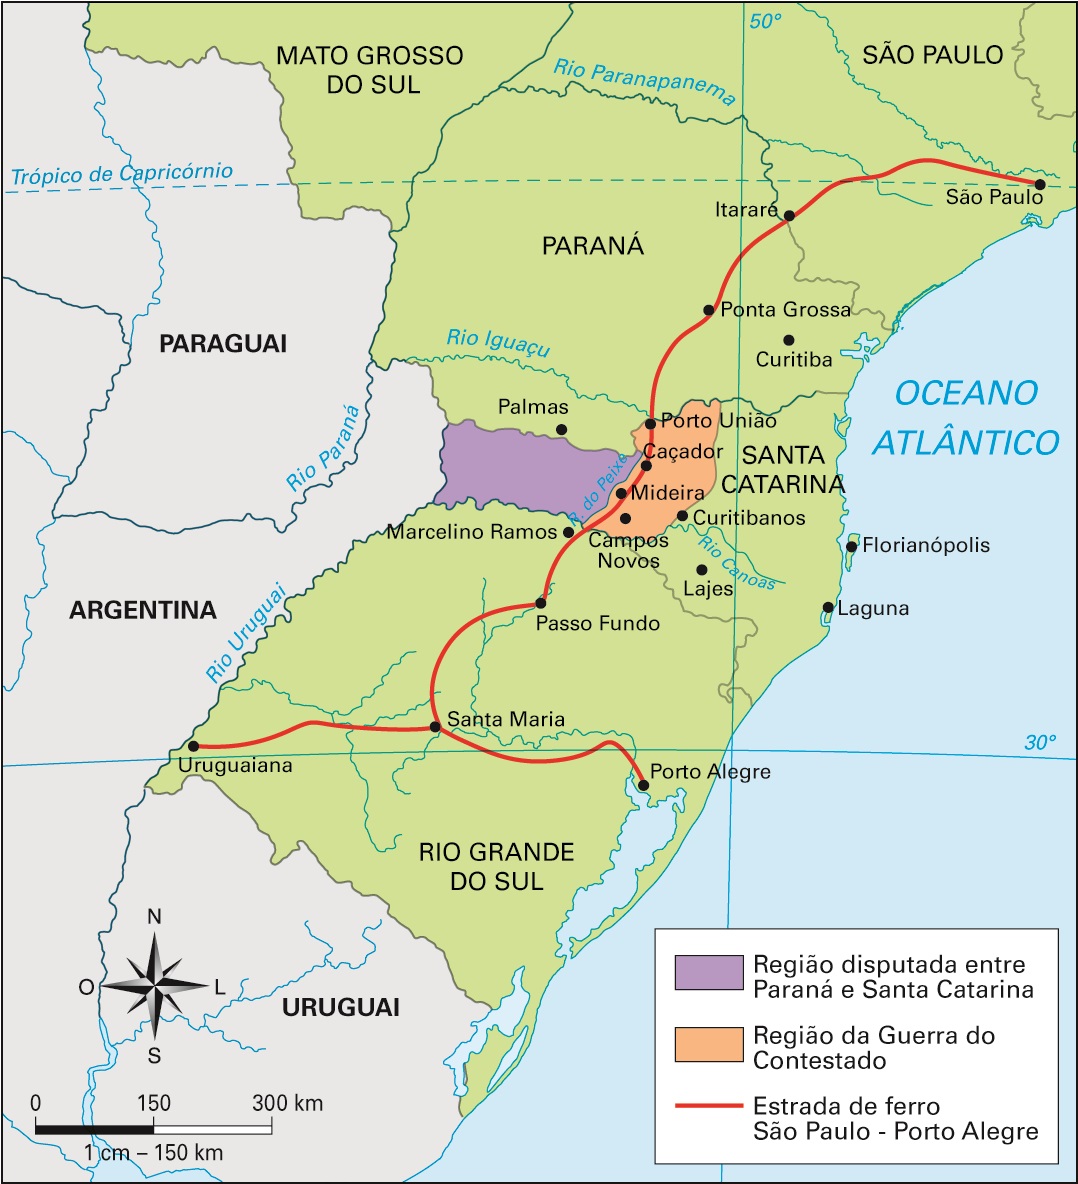 50º
MATO GROSSO
DO SUL
SÃO PAULO
Rio Paranapanema
Trópico de Capricórnio
São Paulo
Itararé
PARANÁ
Ponta Grossa
PARAGUAI
Rio Iguaçu
Curitiba
OCEANO
ATLÂNTICO
Palmas
Porto União
Rio Paraná
Caçador
SANTA
CATARINA
R. do Peixe
Mideira
Curitibanos
Marcelino Ramos
Campos
Novos
Rio Canoas
Florianópolis
Lajes
ARGENTINA
Rio Uruguai
Laguna
Passo Fundo
Santa Maria
30º
Uruguaiana
Porto Alegre
RIO GRANDE
DO SUL
N
O
L
S
URUGUAI
Região disputada entre
Paraná e Santa Catarina
Região da Guerra do
Contestado
Estrada de ferro
São Paulo - Porto Alegre
0 150 300 km
1 cm – 150 km